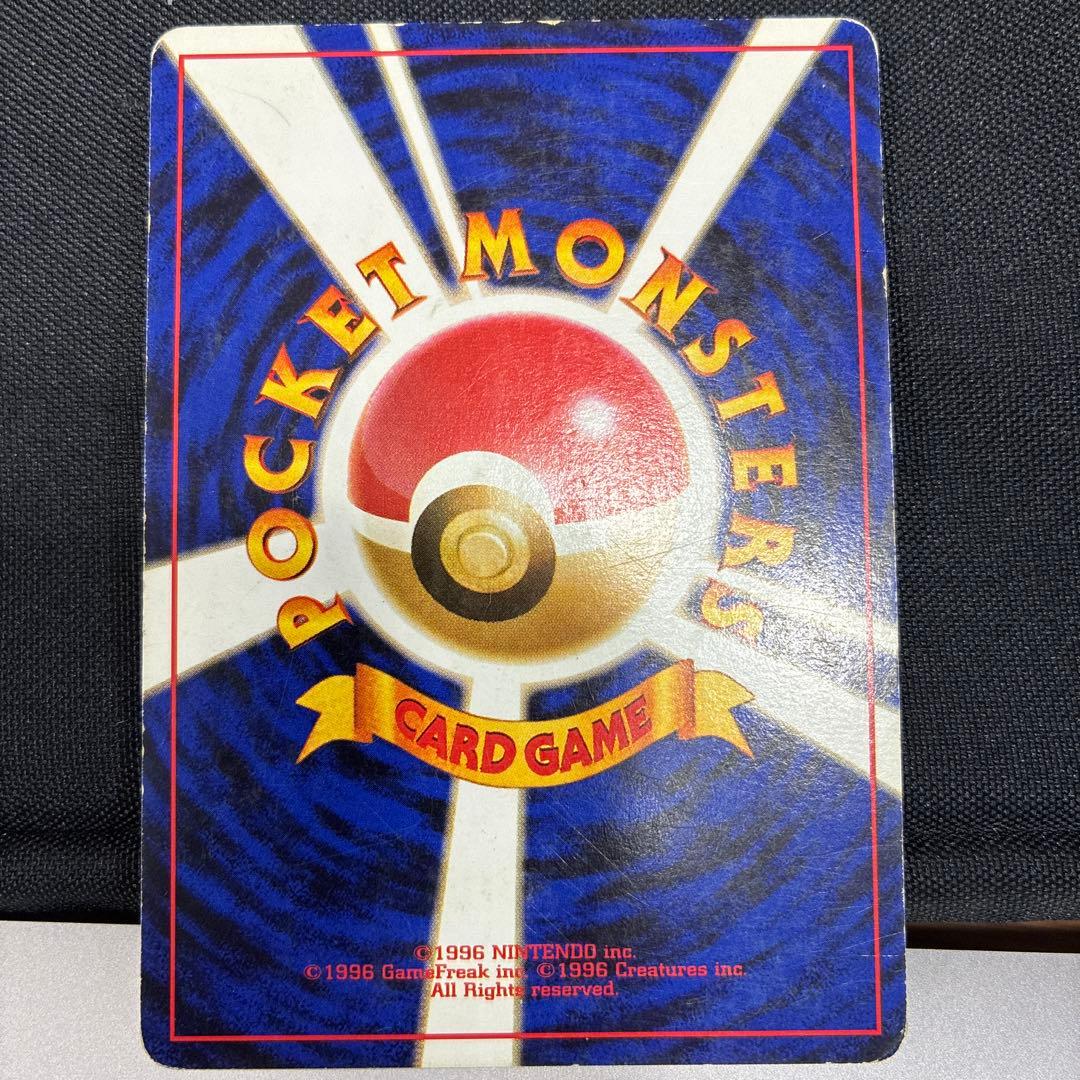 POCKET MONSTERS
CARD GAME
©1996 NINTENDO inc.
©1996 GameFreak inc. ©1996 Creatures inc.
All Rights reserved.